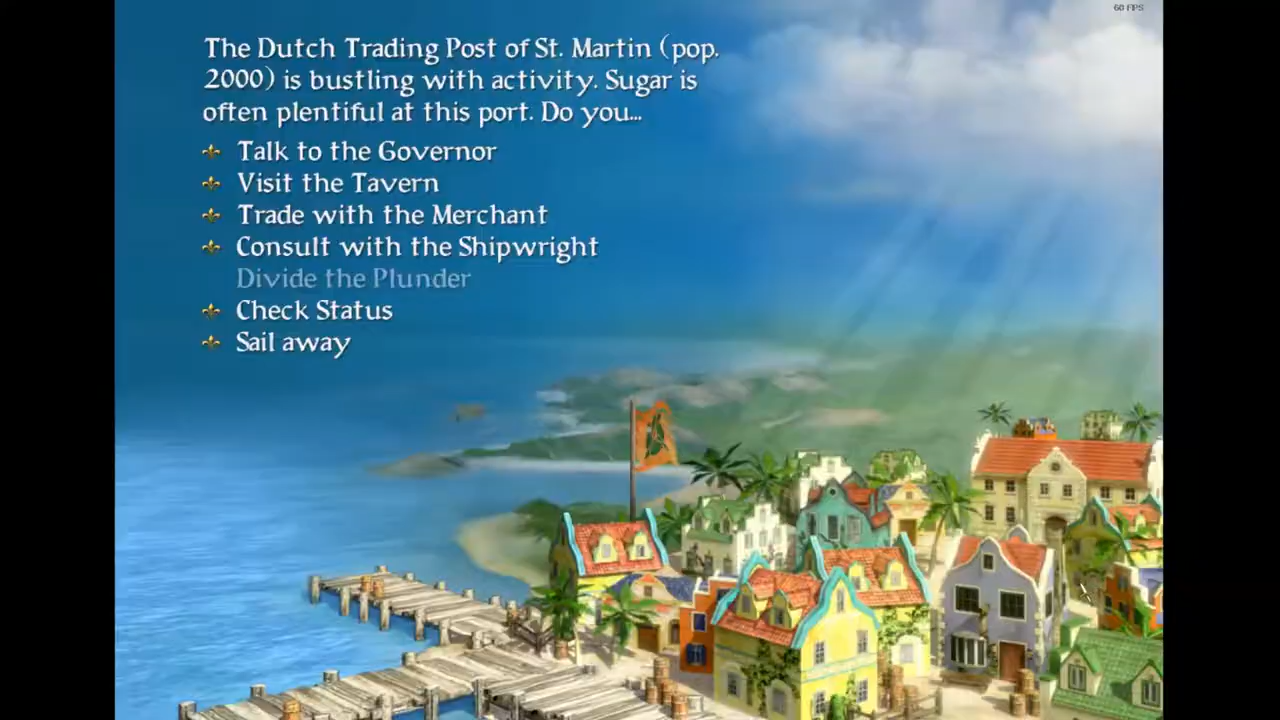 60 FPS
The Dutch Trading Post of St. Martin (pop.
2000) is bustling with activity. Sugar is
often plentiful at this port. Do you...
Talk to the Governor
Visit the Tavern
Trade with the Merchant
Consult with the Shipwright
Divide the Plunder
Check Status
Sail away